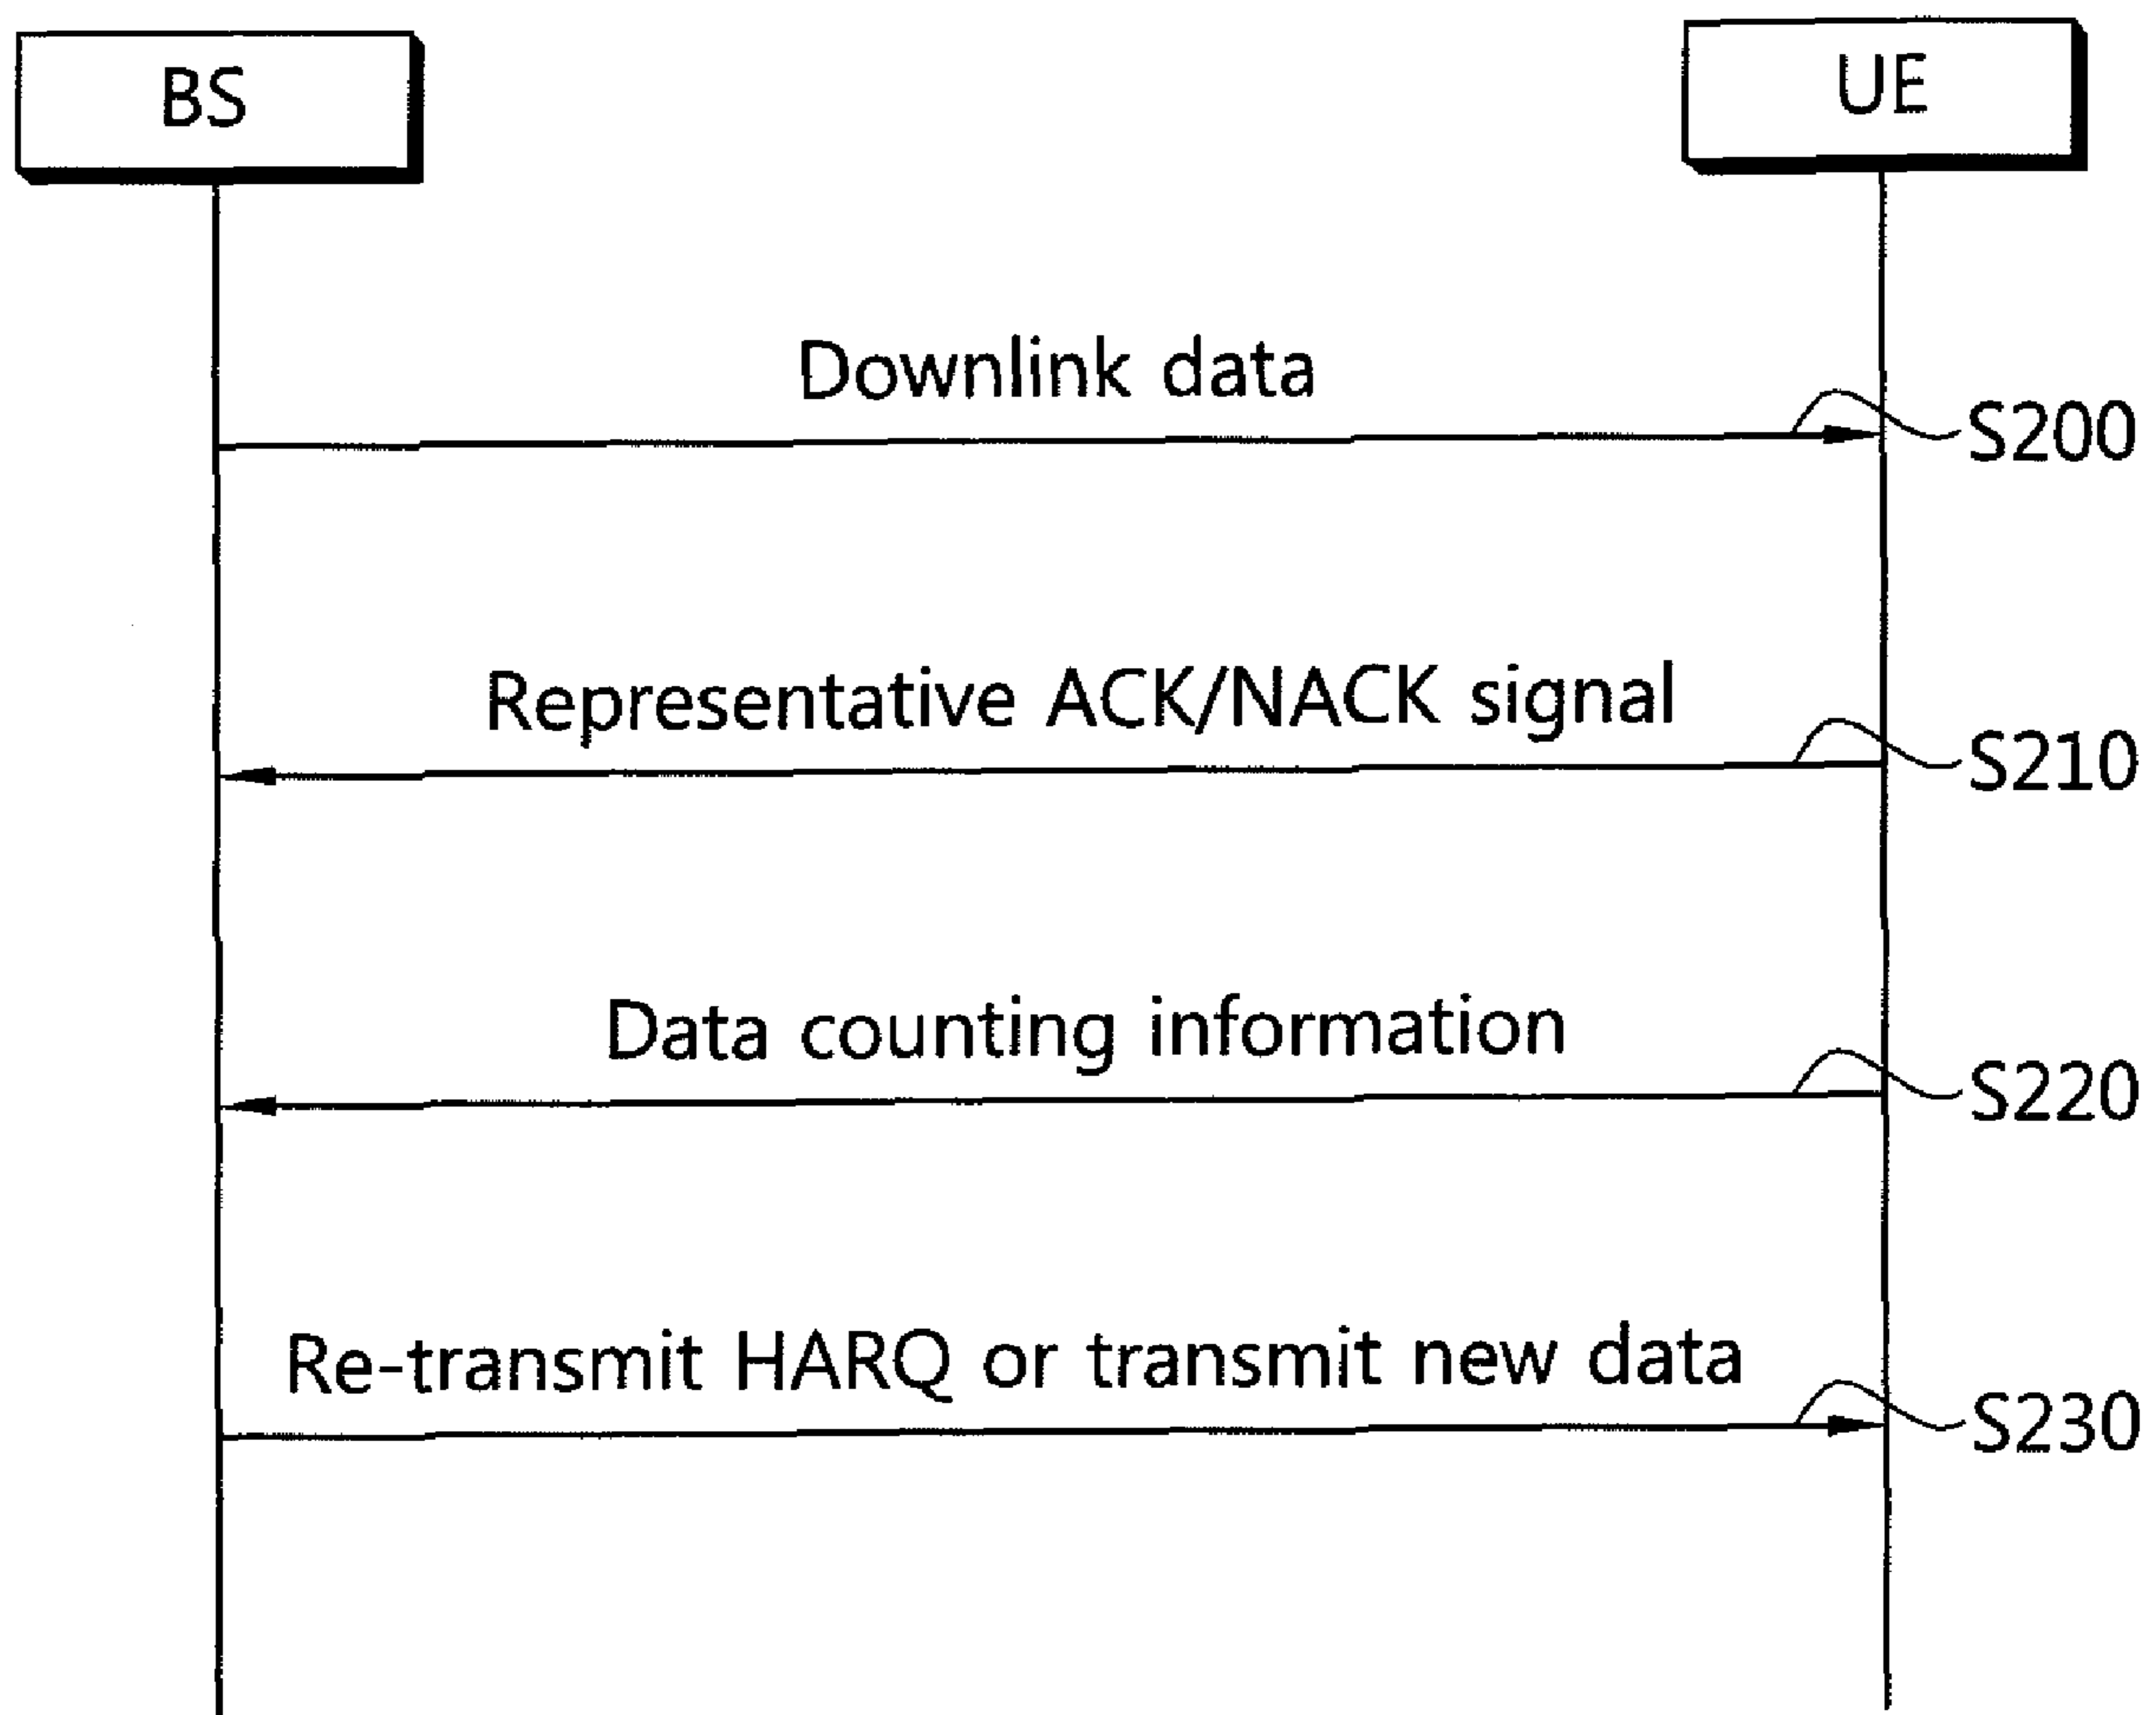 BS
UE
Downlink data
S200
Representative ACK/NACK signal
S210
Data counting information
S220
Re-transmit HARQ or transmit new data
S230